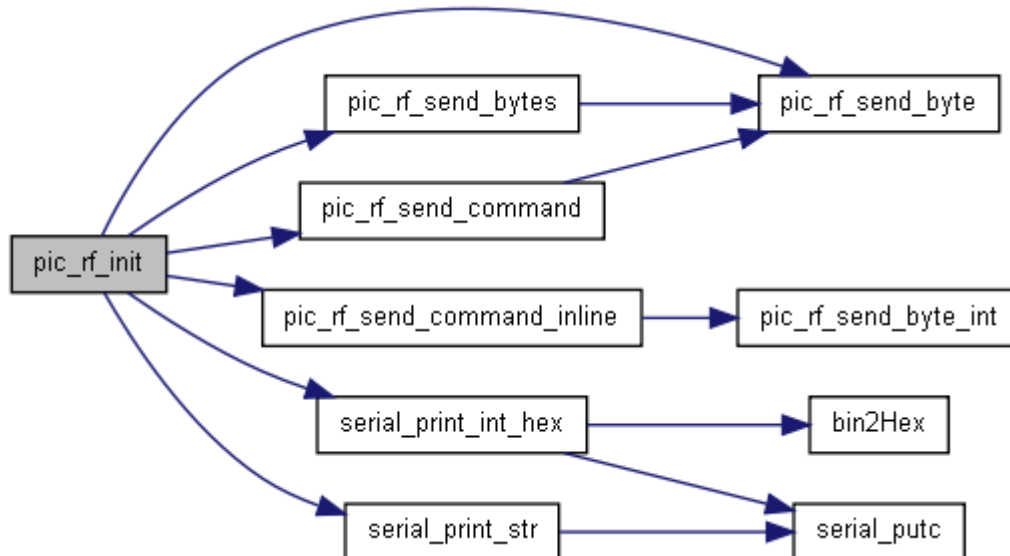 pic_rf_send_bytes
pic_rf_send_byte
pic_rf_send_command
pic_rf_init
pic_rf_send_command_inline
pic_rf_send_byte_int
serial_print_int_hex
bin2Hex
serial_print_str
serial_putc